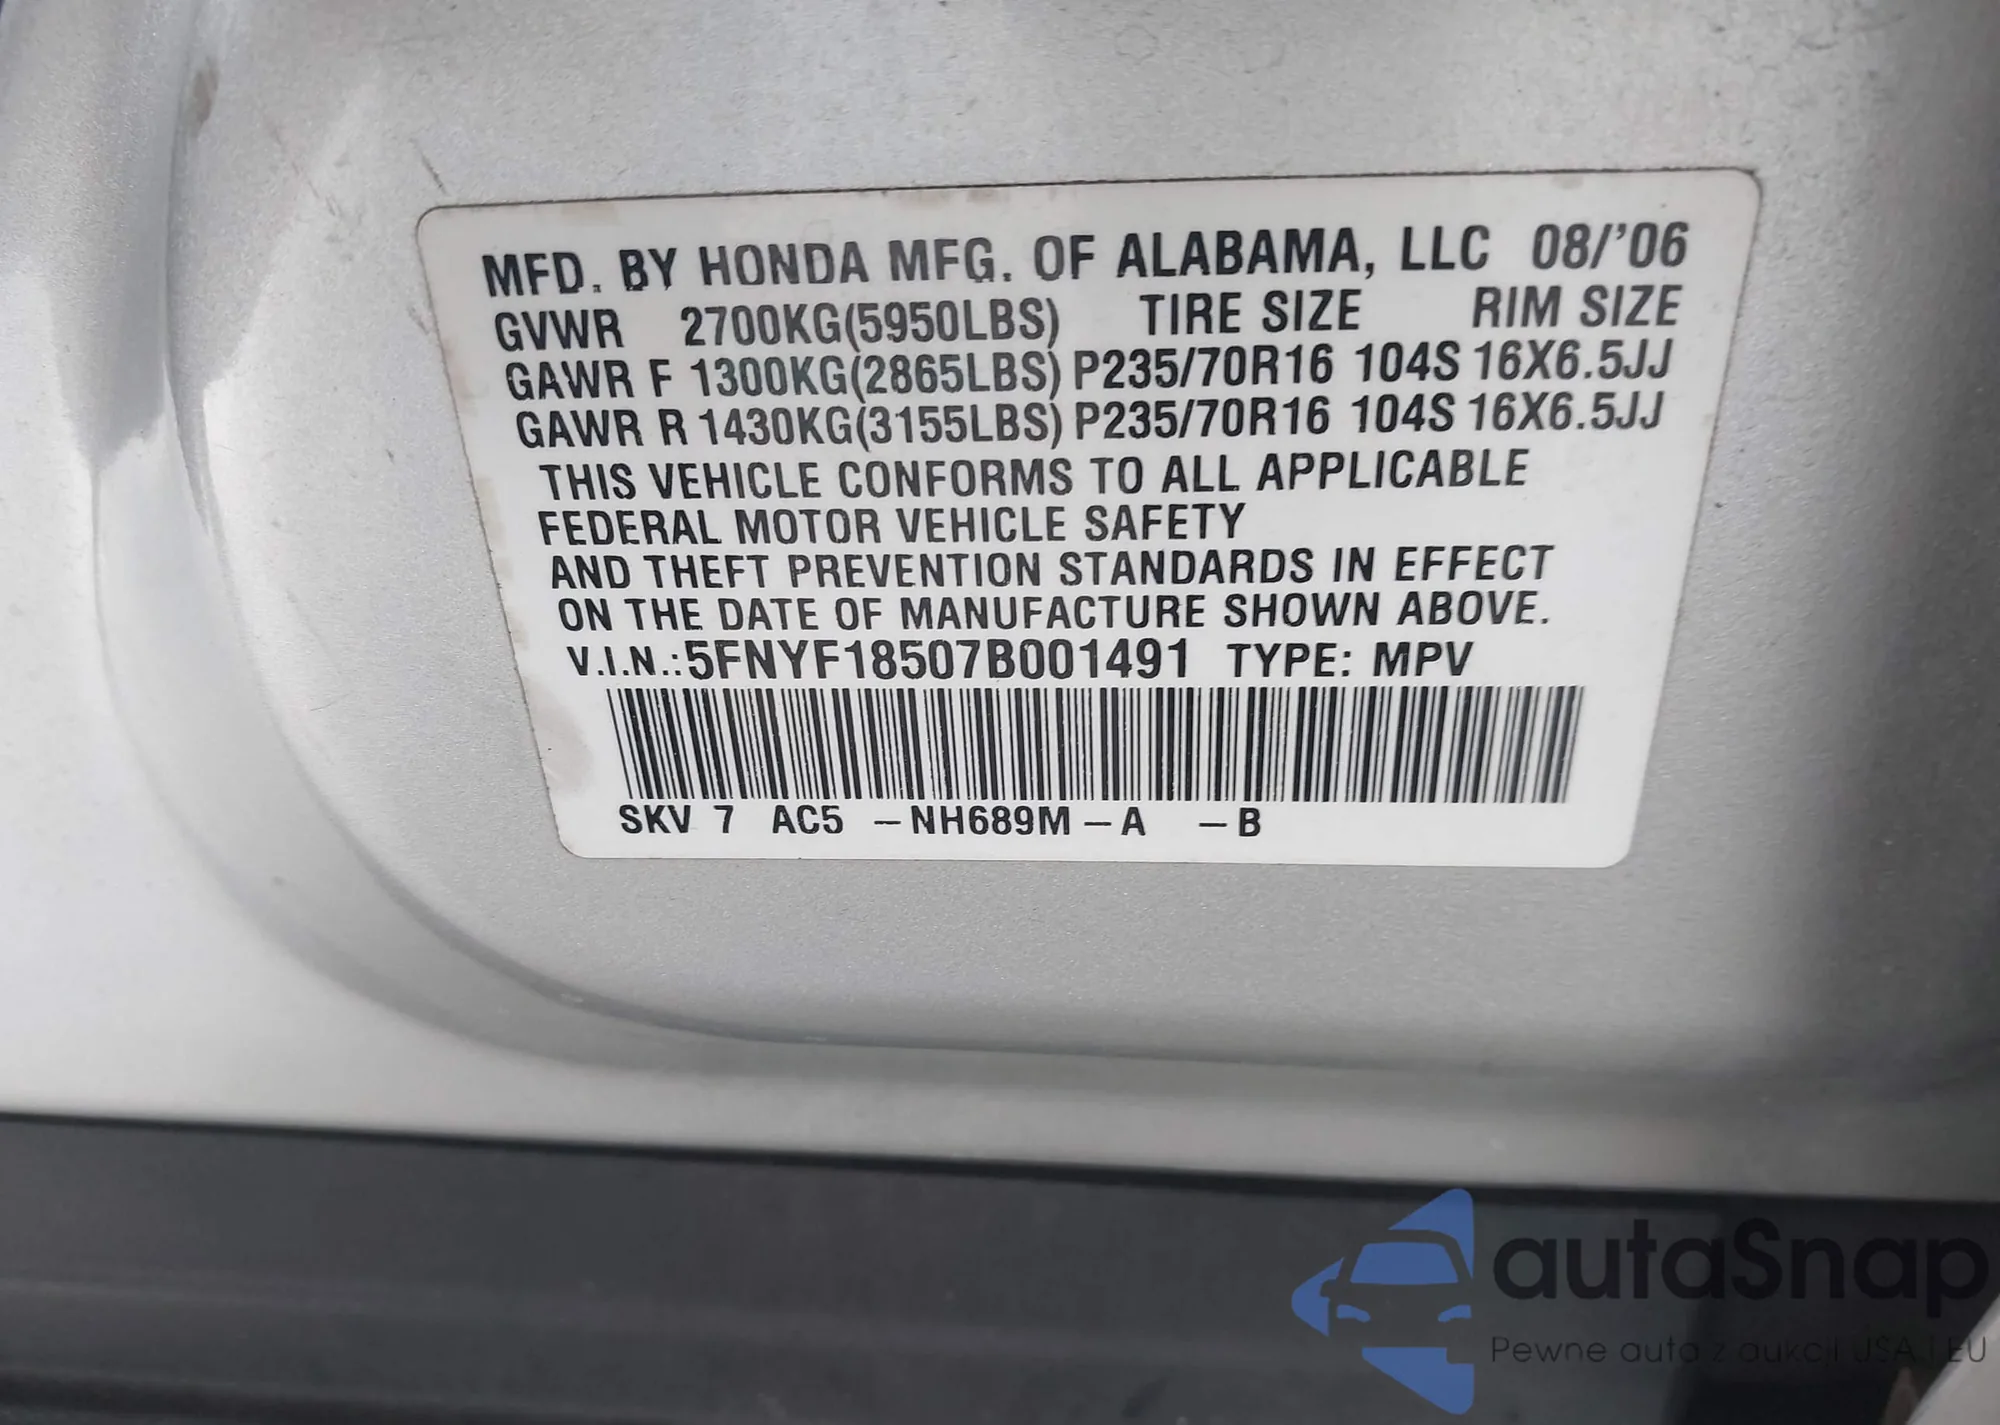 MFD. BY HONDA MFG. OF ALABAMA, LLC 08/'06
GVWR 2700KG(5950LBS) TIRE SIZE RIM SIZE
GAWR F 1300KG(2865LBS) P235/70R16 104S 16X6.5JJ
GAWR R 1430KG(3155LBS) P235/70R16 104S 16X6.5JJ
THIS VEHICLE CONFORMS TO ALL APPLICABLE
FEDERAL MOTOR VEHICLE SAFETY
AND THEFT PREVENTION STANDARDS IN EFFECT
ON THE DATE OF MANUFACTURE SHOWN ABOVE.
V.I.N.:5FNYF18507B001491 TYPE: MPV
SKV 7 AC5 –NH689M–A –B
autaSnap
Pewne auta z aukcji USA i EU